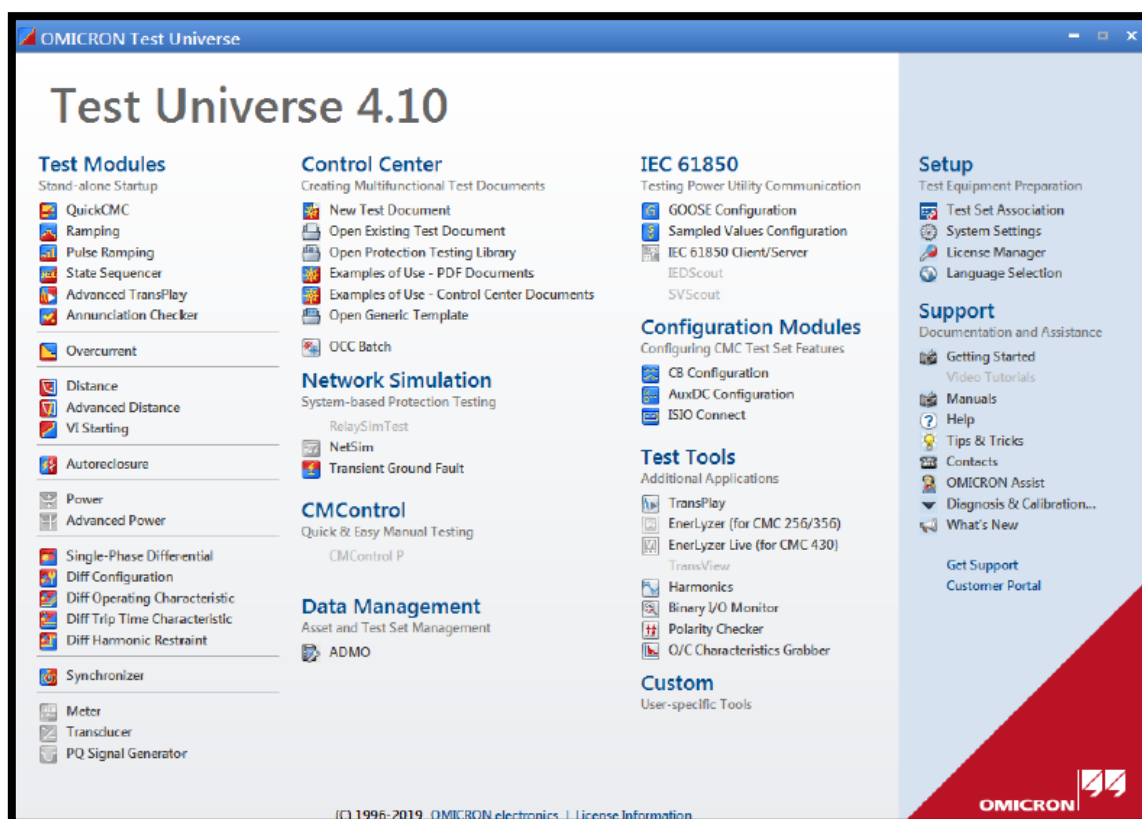 OMICRON Test Universe
Test Universe 4.10
Test Modules
Stand-alone Startup
QuickCMC
Ramping
Pulse Ramping
State Sequencer
Advanced TransPlay
Annunciation Checker
Overcurrent
Distance
Advanced Distance
VI Starting
Autoreclosure
Power
Advanced Power
Single-Phase Differential
Diff Configuration
Diff Operating Characteristic
Diff Trip Time Characteristic
Diff Harmonic Restraint
Synchronizer
Meter
Transducer
PQ Signal Generator
Control Center
Creating Multifunctional Test Documents
New Test Document
Open Existing Test Document
Open Protection Testing Library
Examples of Use - PDF Documents
Examples of Use - Control Center Documents
Open Generic Template
OCC Batch
Network Simulation
System-based Protection Testing
RelaySimTest
NetSim
Transient Ground Fault
CMControl
Quick & Easy Manual Testing
CMControl P
Data Management
Asset and Test Set Management
ADMO
IEC 61850
Testing Power Utility Communication
GOOSE Configuration
Sampled Values Configuration
IEC 61850 Client/Server
IEDScout
SVScout
Configuration Modules
Configuring CMC Test Set Features
CB Configuration
AuxDC Configuration
ISIO Connect
Test Tools
Additional Applications
TransPlay
EnerLyzer (for CMC 256/356)
EnerLyzer Live (for CMC 430)
TransView
Harmonics
Binary I/O Monitor
Polarity Checker
O/C Characteristics Grabber
Custom
User-specific Tools
Setup
Test Equipment Preparation
Test Set Association
System Settings
License Manager
Language Selection
Support
Documentation and Assistance
Getting Started
Video Tutorials
Manuals
Help
Tips & Tricks
Contacts
OMICRON Assist
Diagnosis & Calibration...
What's New
Get Support
Customer Portal
OMICRON
(C) 1996-2019 OMICRON electronics | License Information